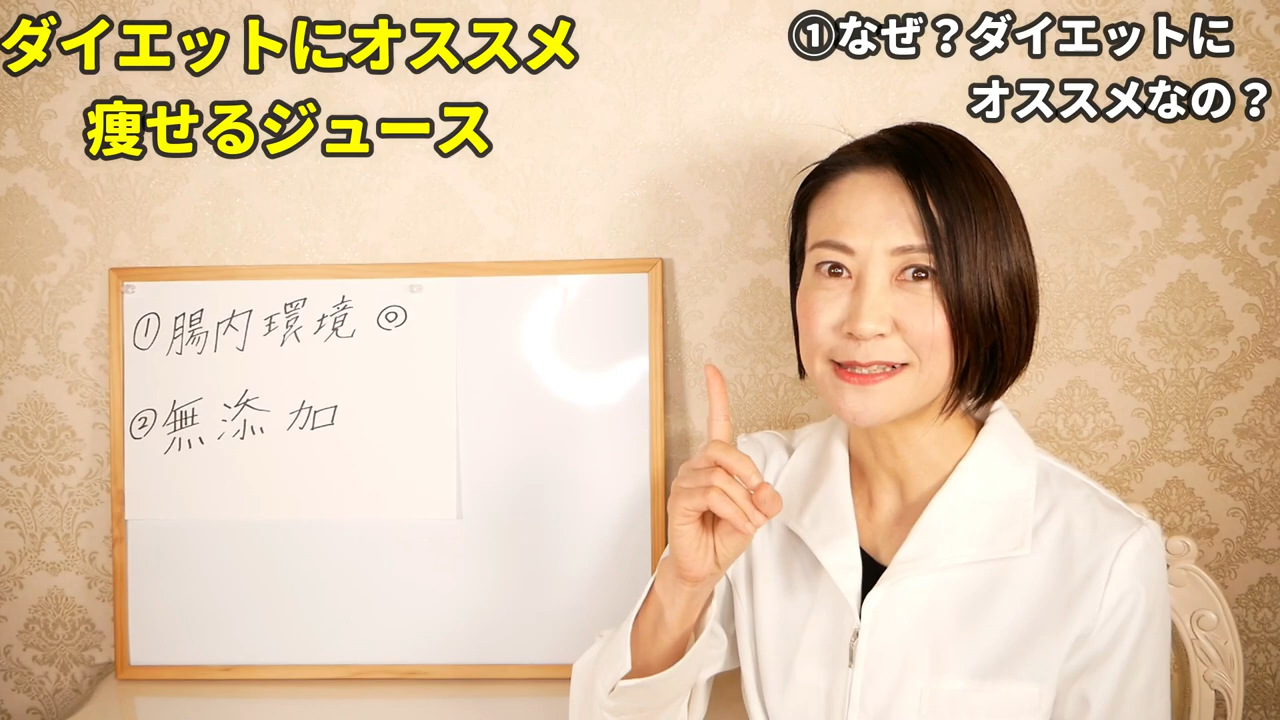 ダイエットにオススメ
痩せるジュース
①なぜ？ダイエットに
オススメなの？
①腸内環境◎
②無添加